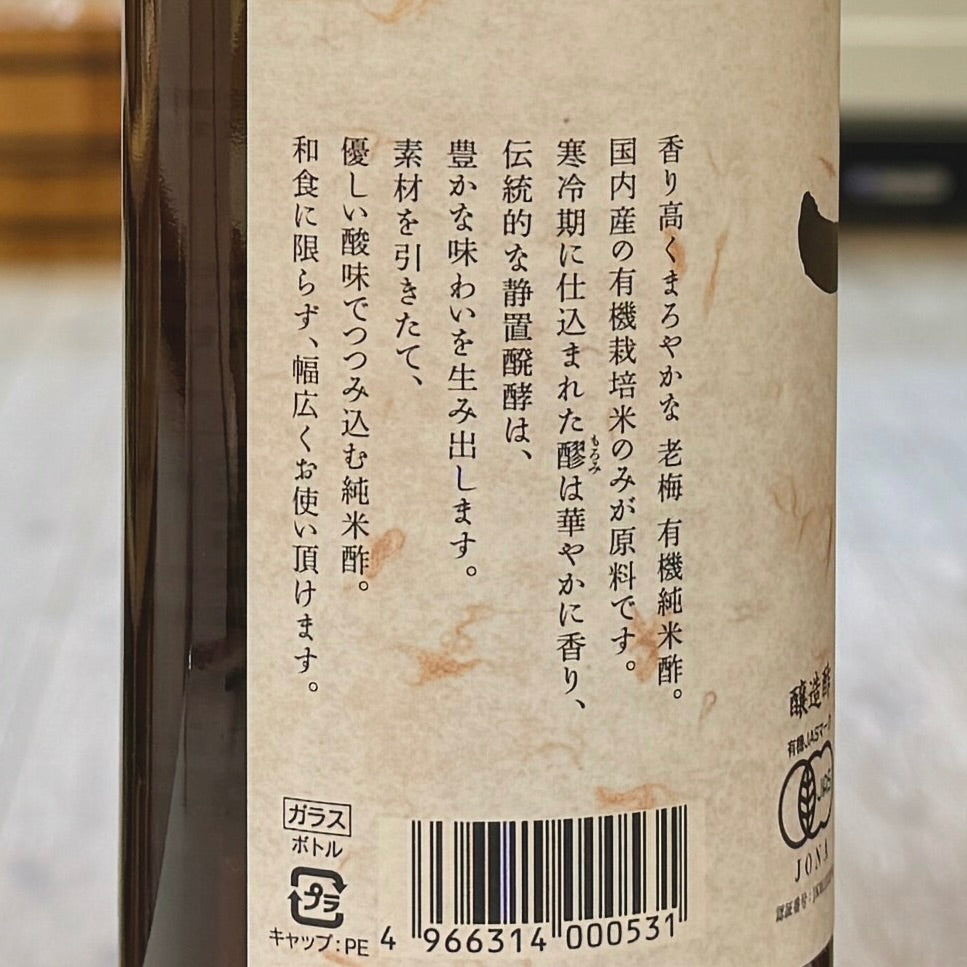 香り高くまろやかな 老梅 有機純米酢。
国内産の有機栽培米のみが原料です。
寒冷期に仕込まれた醪は華やかに香り、
もろみ
伝統的な静置醗酵は、
豊かな味わいを生み出します。
素材を引きたて、
優しい酸味でつつみ込む純米酢。
和食に限らず、幅広くお使い頂けます。
醸造酢
有機JASマーク
JAS
JONA
認証番号:
ガラス
ボトル
プラ
キャップ:PE
4 966314 000531